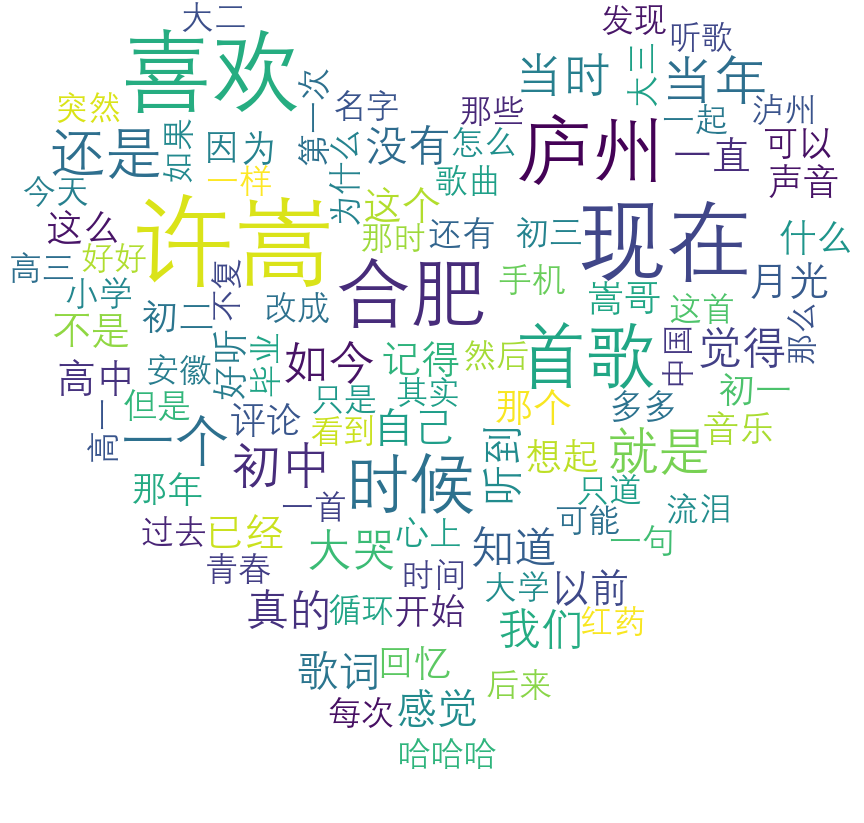 大二
发现
喜欢
听歌
当时
当年
大三
突然
第一次
名字
那些
一起
泸州
还是
如果
因为
没有
怎么
庐州
一直
可以
今天
一样
为什么
歌曲
声音
这么
许嵩
这个
那时
还有
初三
现在
什么
高三
好好
不复
合肥
手机
嵩哥
这首
月光
小学
不是
初二
改成
首歌
中国
觉得
那么
高中
安徽
好听
毕业
如今
记得
然后
高一
但是
评论
只是
其实
那个
多多
初一
一个
看到
自己
听到
想起
就是
音乐
初中
时候
那年
一首
只道
流泪
过去
已经
大哭
心上
知道
可能
一句
青春
时间
大学
以前
真的
循环
开始
我们
红药
歌词
回忆
后来
每次
感觉
哈哈哈